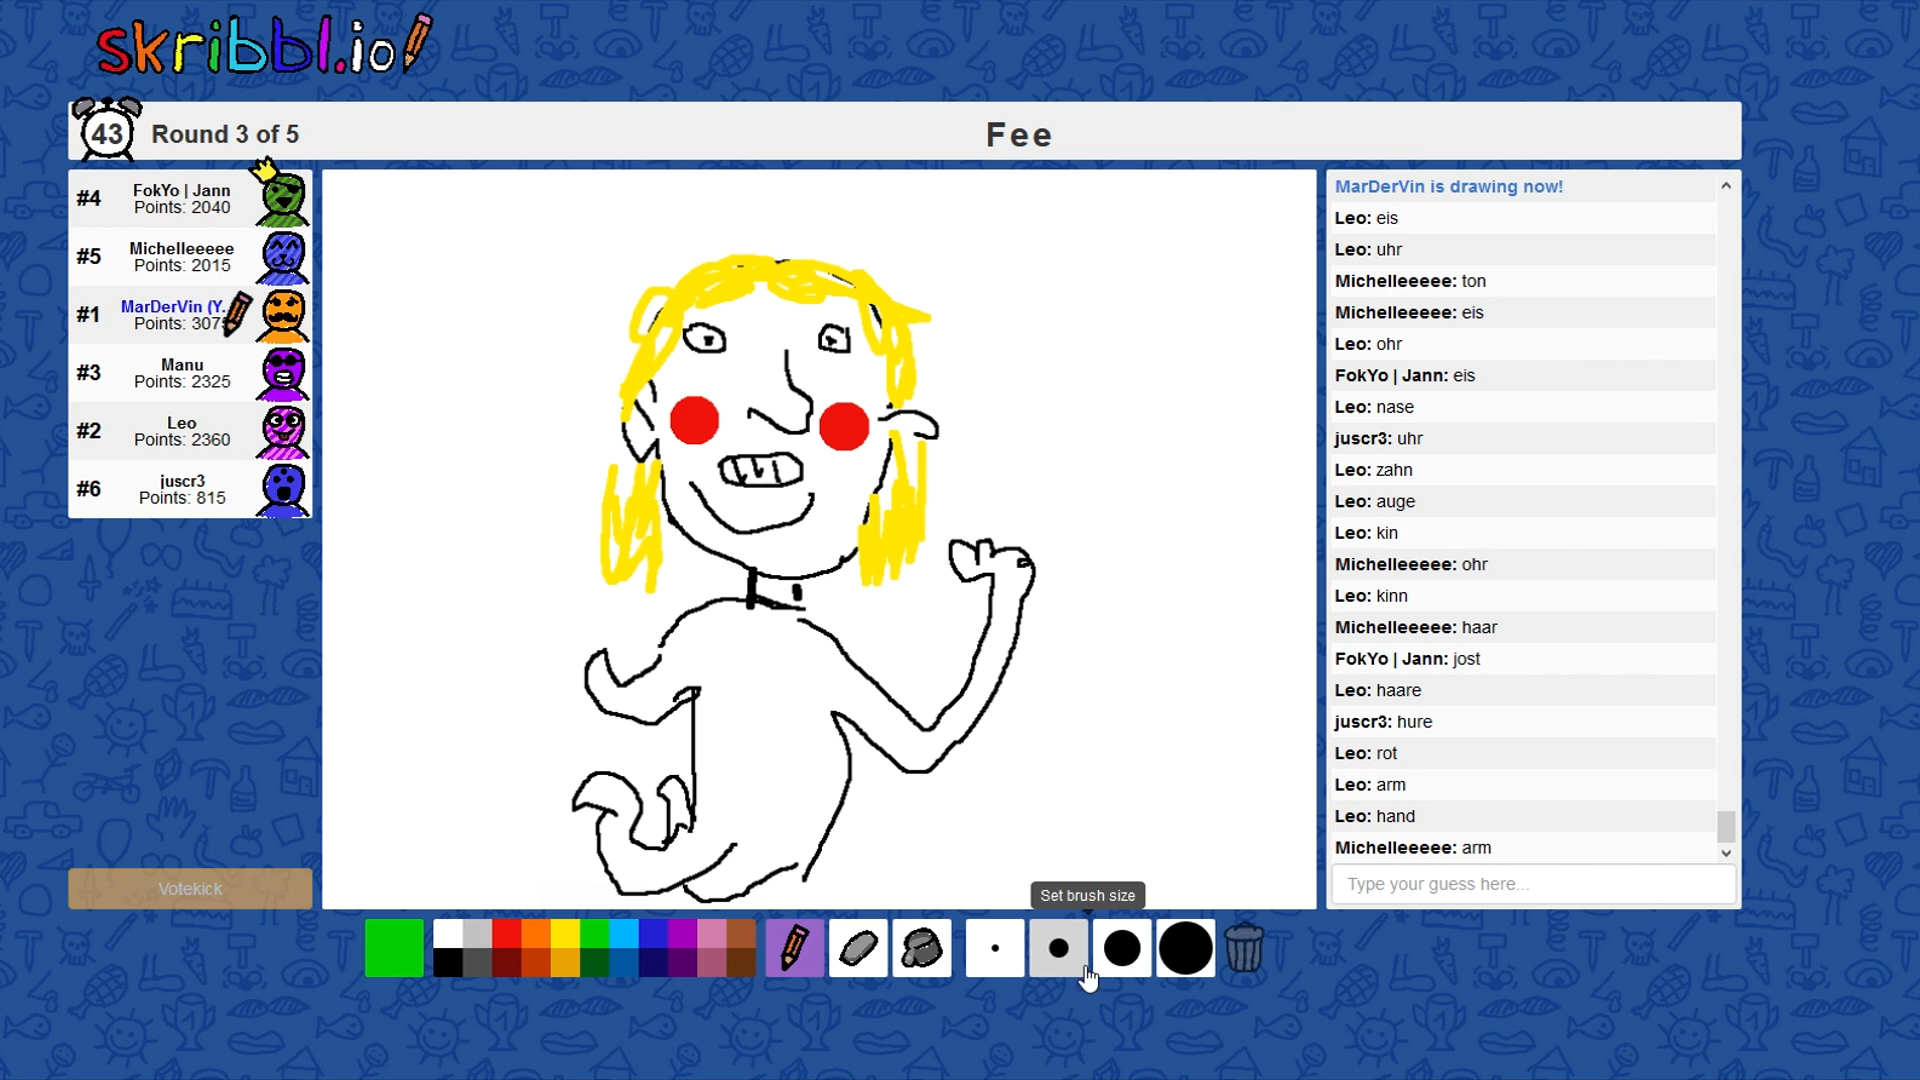 skribbl.io
43
Round 3 of 5
Fee
#4
FokYo | Jann
Points: 2040
#5
Michelleeeee
Points: 2015
#1
MarDerVin (Y...
Points: 3075
#3
Manu
Points: 2325
#2
Leo
Points: 2360
#6
juscr3
Points: 815
Votekick
MarDerVin is drawing now!
Leo: eis
Leo: uhr
Michelleeeee: ton
Michelleeeee: eis
Leo: ohr
FokYo | Jann: eis
Leo: nase
juscr3: uhr
Leo: zahn
Leo: auge
Leo: kin
Michelleeeee: ohr
Leo: kinn
Michelleeeee: haar
FokYo | Jann: jost
Leo: haare
juscr3: hure
Leo: rot
Leo: arm
Leo: hand
Michelleeeee: arm
Type your guess here...
Set brush size